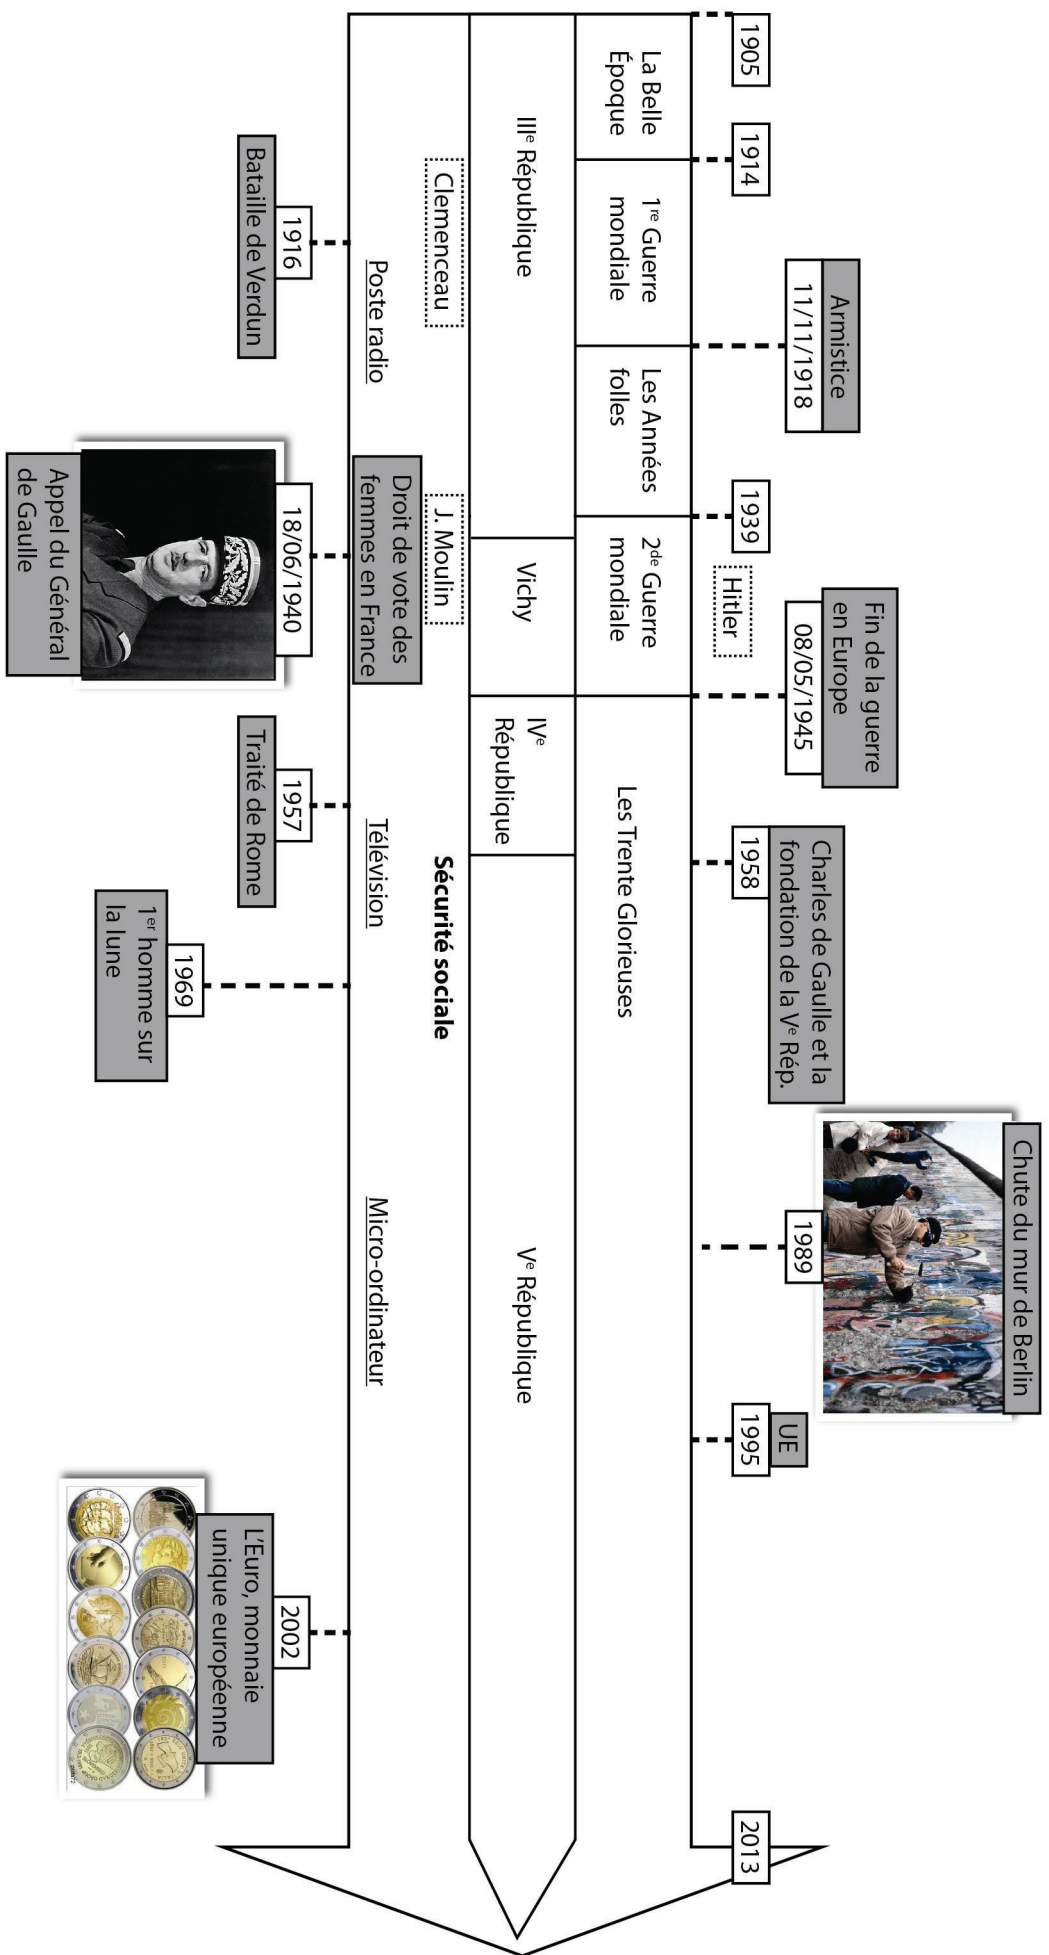 Armistice
11/11/1918
Fin de la guerre
en Europe
08/05/1945
Charles de Gaulle et la
fondation de la Vᵉ Rép.
1958
Chute du mur de Berlin
1989
UE
1995
1905
1914
1939
Hitler
2013
La Belle
Époque
1ʳᵉ Guerre
mondiale
Les Années
folles
2ᵈᵉ Guerre
mondiale
Les Trente Glorieuses
IIIᵉ République
Vichy
IVᵉ
République
Vᵉ République
Clemenceau
J. Moulin
Sécurité sociale
Poste radio
Droit de vote des
femmes en France
Télévision
Micro-ordinateur
1916
Bataille de Verdun
18/06/1940
Appel du Général
de Gaulle
1957
Traité de Rome
1969
1ᵉʳ homme sur
la lune
2002
L'Euro, monnaie
unique européenne